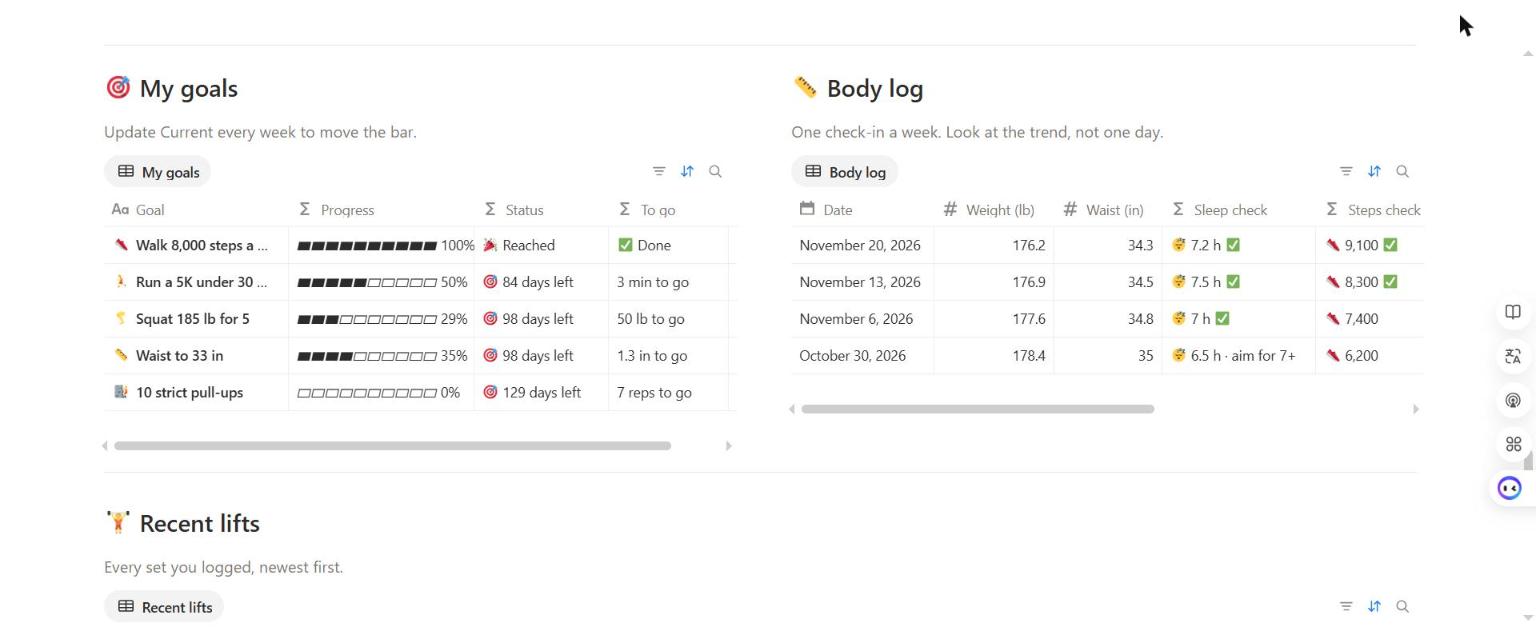 My goals
Update Current every week to move the bar.
My goals
Aa Goal Progress Status To go
Walk 8,000 steps a ... 100% Reached Done
Run a 5K under 30 ... 50% 84 days left 3 min to go
Squat 185 lb for 5 29% 98 days left 50 lb to go
Waist to 33 in 35% 98 days left 1.3 in to go
10 strict pull-ups 0% 129 days left 7 reps to go
Body log
One check-in a week. Look at the trend, not one day.
Body log
Date # Weight (lb) # Waist (in) Σ Sleep check Σ Steps check
November 20, 2026 176.2 34.3 7.2 h 9,100
November 13, 2026 176.9 34.5 7.5 h 8,300
November 6, 2026 177.6 34.8 7 h 7,400
October 30, 2026 178.4 35 6.5 h · aim for 7+ 6,200
Recent lifts
Every set you logged, newest first.
Recent lifts